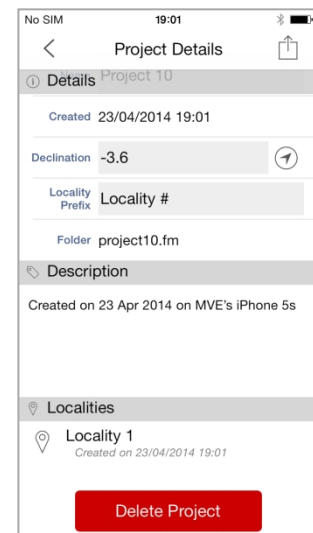 No SIM 19:01
Project Details
Name Project 10
Details
Created 23/04/2014 19:01
Declination -3.6
Locality
Prefix Locality #
Folder project10.fm
Description
Created on 23 Apr 2014 on MVE's iPhone 5s
Localities
Locality 1
Created on 23/04/2014 19:01
Delete Project